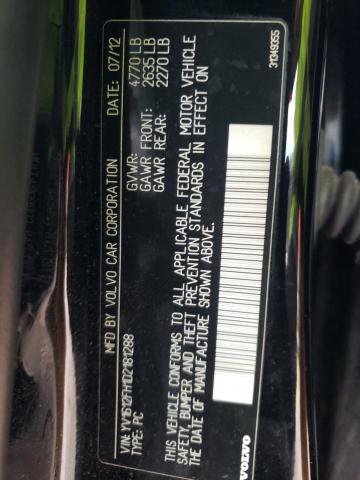 MFD BY VOLVO CAR CORPORATION DATE: 07/12
GVWR: 4770 LB
GAWR FRONT: 2635 LB
GAWR REAR: 2270 LB
VIN: YV1612FH1D2181288
TYPE: PC
THIS VEHICLE CONFORMS TO ALL APPLICABLE FEDERAL MOTOR VEHICLE
SAFETY, BUMPER AND THEFT PREVENTION STANDARDS IN EFFECT ON
THE DATE OF MANUFACTURE SHOWN ABOVE.
VOLVO
31349355